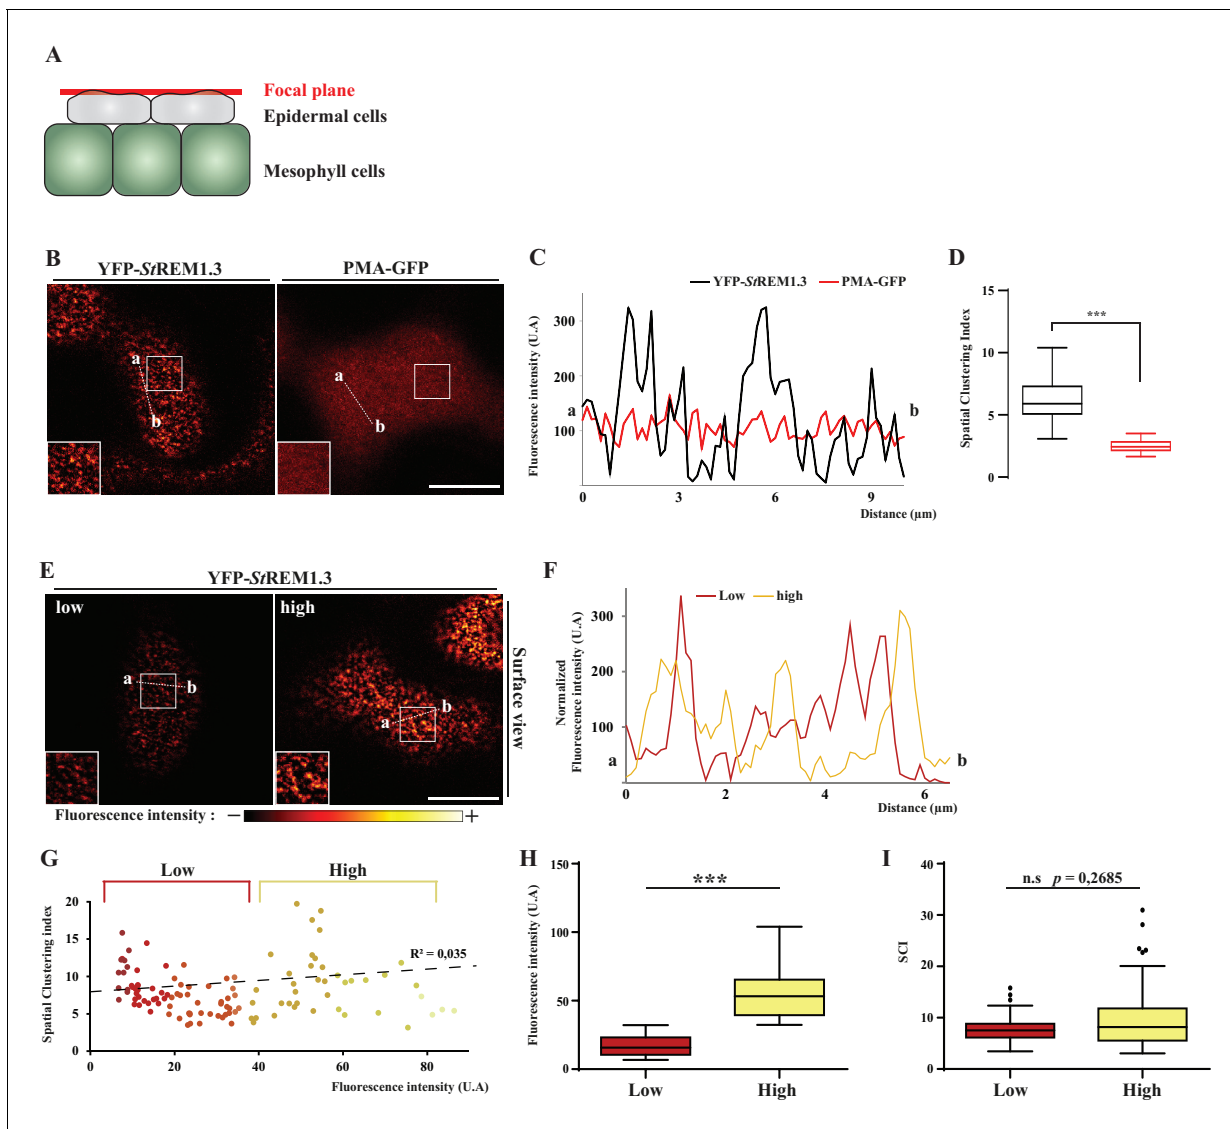 A
Focal plane
Epidermal cells
Mesophyll cells
B
YFP-StREM1.3
PMA-GFP
a
b
a
b
C
YFP-StREM1.3
PMA-GFP
Fluorescence intensity (U.A)
300
200
100
a
b
0
3
6
9
Distance (µm)
D
Spatial Clustering Index
15
10
5
0
***
E
YFP-StREM1.3
low
high
a
b
a
b
Surface view
Fluorescence intensity :
−
+
F
Low
high
Normalized
Fluorescence intensity (U.A)
300
200
100
a
b
0
2
4
6
Distance (µm)
G
Low
High
Spatial Clustering index
20
15
10
5
0
R² = 0,035
0
20
40
60
80
Fluorescence intensity (U.A)
H
Fluorescence intensity (U.A)
150
100
50
0
***
Low
High
I
SCI
40
30
20
10
0
n.s p = 0,2685
Low
High